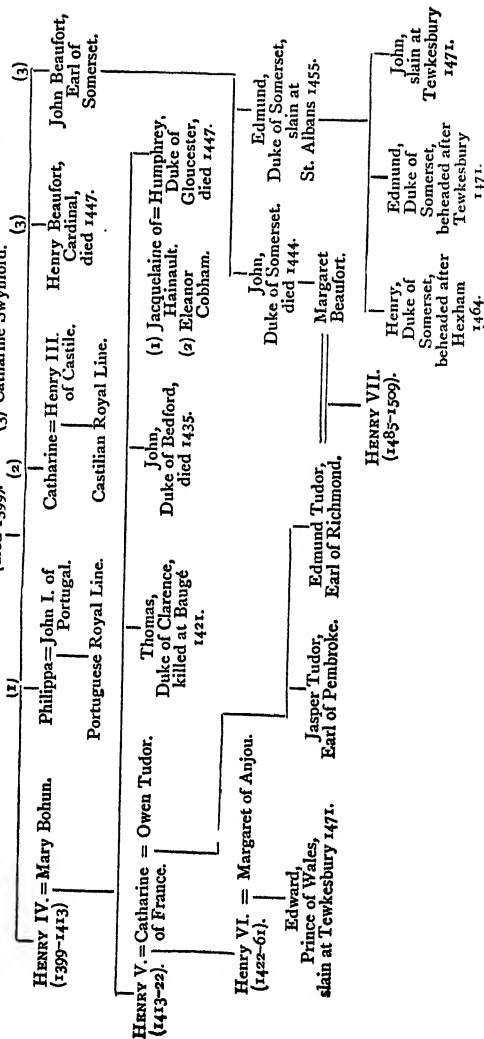 (died 1399). (3) Catharine Swynford.
(1) (2) (3) (3)
HENRY IV. = Mary Bohun.
(1399-1413)
Philippa=John I. of
Portugal.
Portuguese Royal Line.
Catharine=Henry III.
of Castile.
Castilian Royal Line.
Henry Beaufort,
Cardinal,
died 1447.
John Beaufort,
Earl of
Somerset.
HENRY V. =Catharine = Owen Tudor.
(1413-22). of France.
Thomas,
Duke of Clarence,
killed at Baugé
1421.
John,
Duke of Bedford,
died 1435.
(1) Jacquelaine of=Humphrey,
Hainault. Duke of
(2) Eleanor Gloucester,
Cobham. died 1447.
John,
Duke of Somerset.
died 1444.
Edmund,
Duke of Somerset,
slain at
St. Albans 1455.
Henry VI. = Margaret of Anjou.
(1422-61).
Jasper Tudor,
Earl of Pembroke.
Edmund Tudor,
Earl of Richmond.
Margaret
Beaufort.
Edward,
Prince of Wales,
slain at Tewkesbury 1471.
HENRY VII.
(1485-1509).
Henry,
Duke of
Somerset,
beheaded after
Hexham
1464.
Edmund,
Duke of
Somerset,
beheaded after
Tewkesbury
1471.
John,
slain at
Tewkesbury
1471.